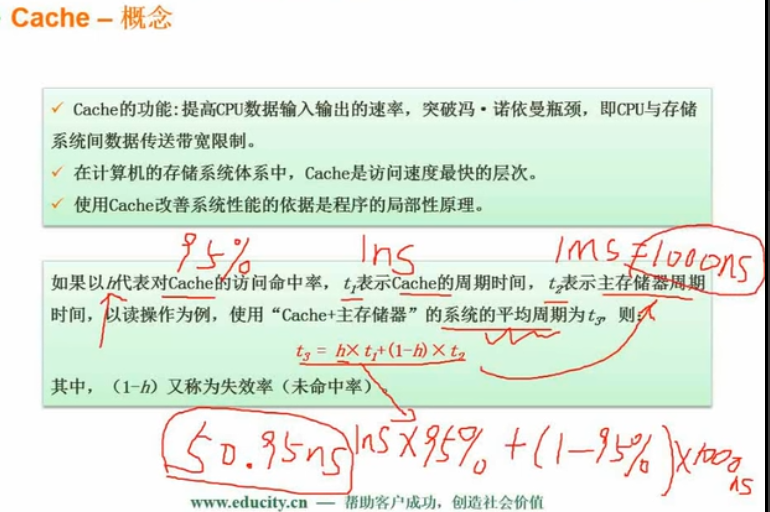 Cache – 概念
✓ Cache的功能:提高CPU数据输入输出的速率，突破冯·诺依曼瓶颈，即CPU与存储
系统间数据传送带宽限制。
✓ 在计算机的存储系统体系中，Cache是访问速度最快的层次。
✓ 使用Cache改善系统性能的依据是程序的局部性原理。
95% 1ns 1ms=1000ns
如果以h代表对Cache的访问命中率，t1表示Cache的周期时间，t2表示主存储器周期
时间，以读操作为例，使用“Cache+主存储器”的系统的平均周期为t3，则：
t3 = h×t1+(1-h)×t2
其中，（1-h）又称为失效率（未命中率）。
50.95ns 1ns×95%+(1-95%)×1000
ns
www.educity.cn — 帮助客户成功，创造社会价值